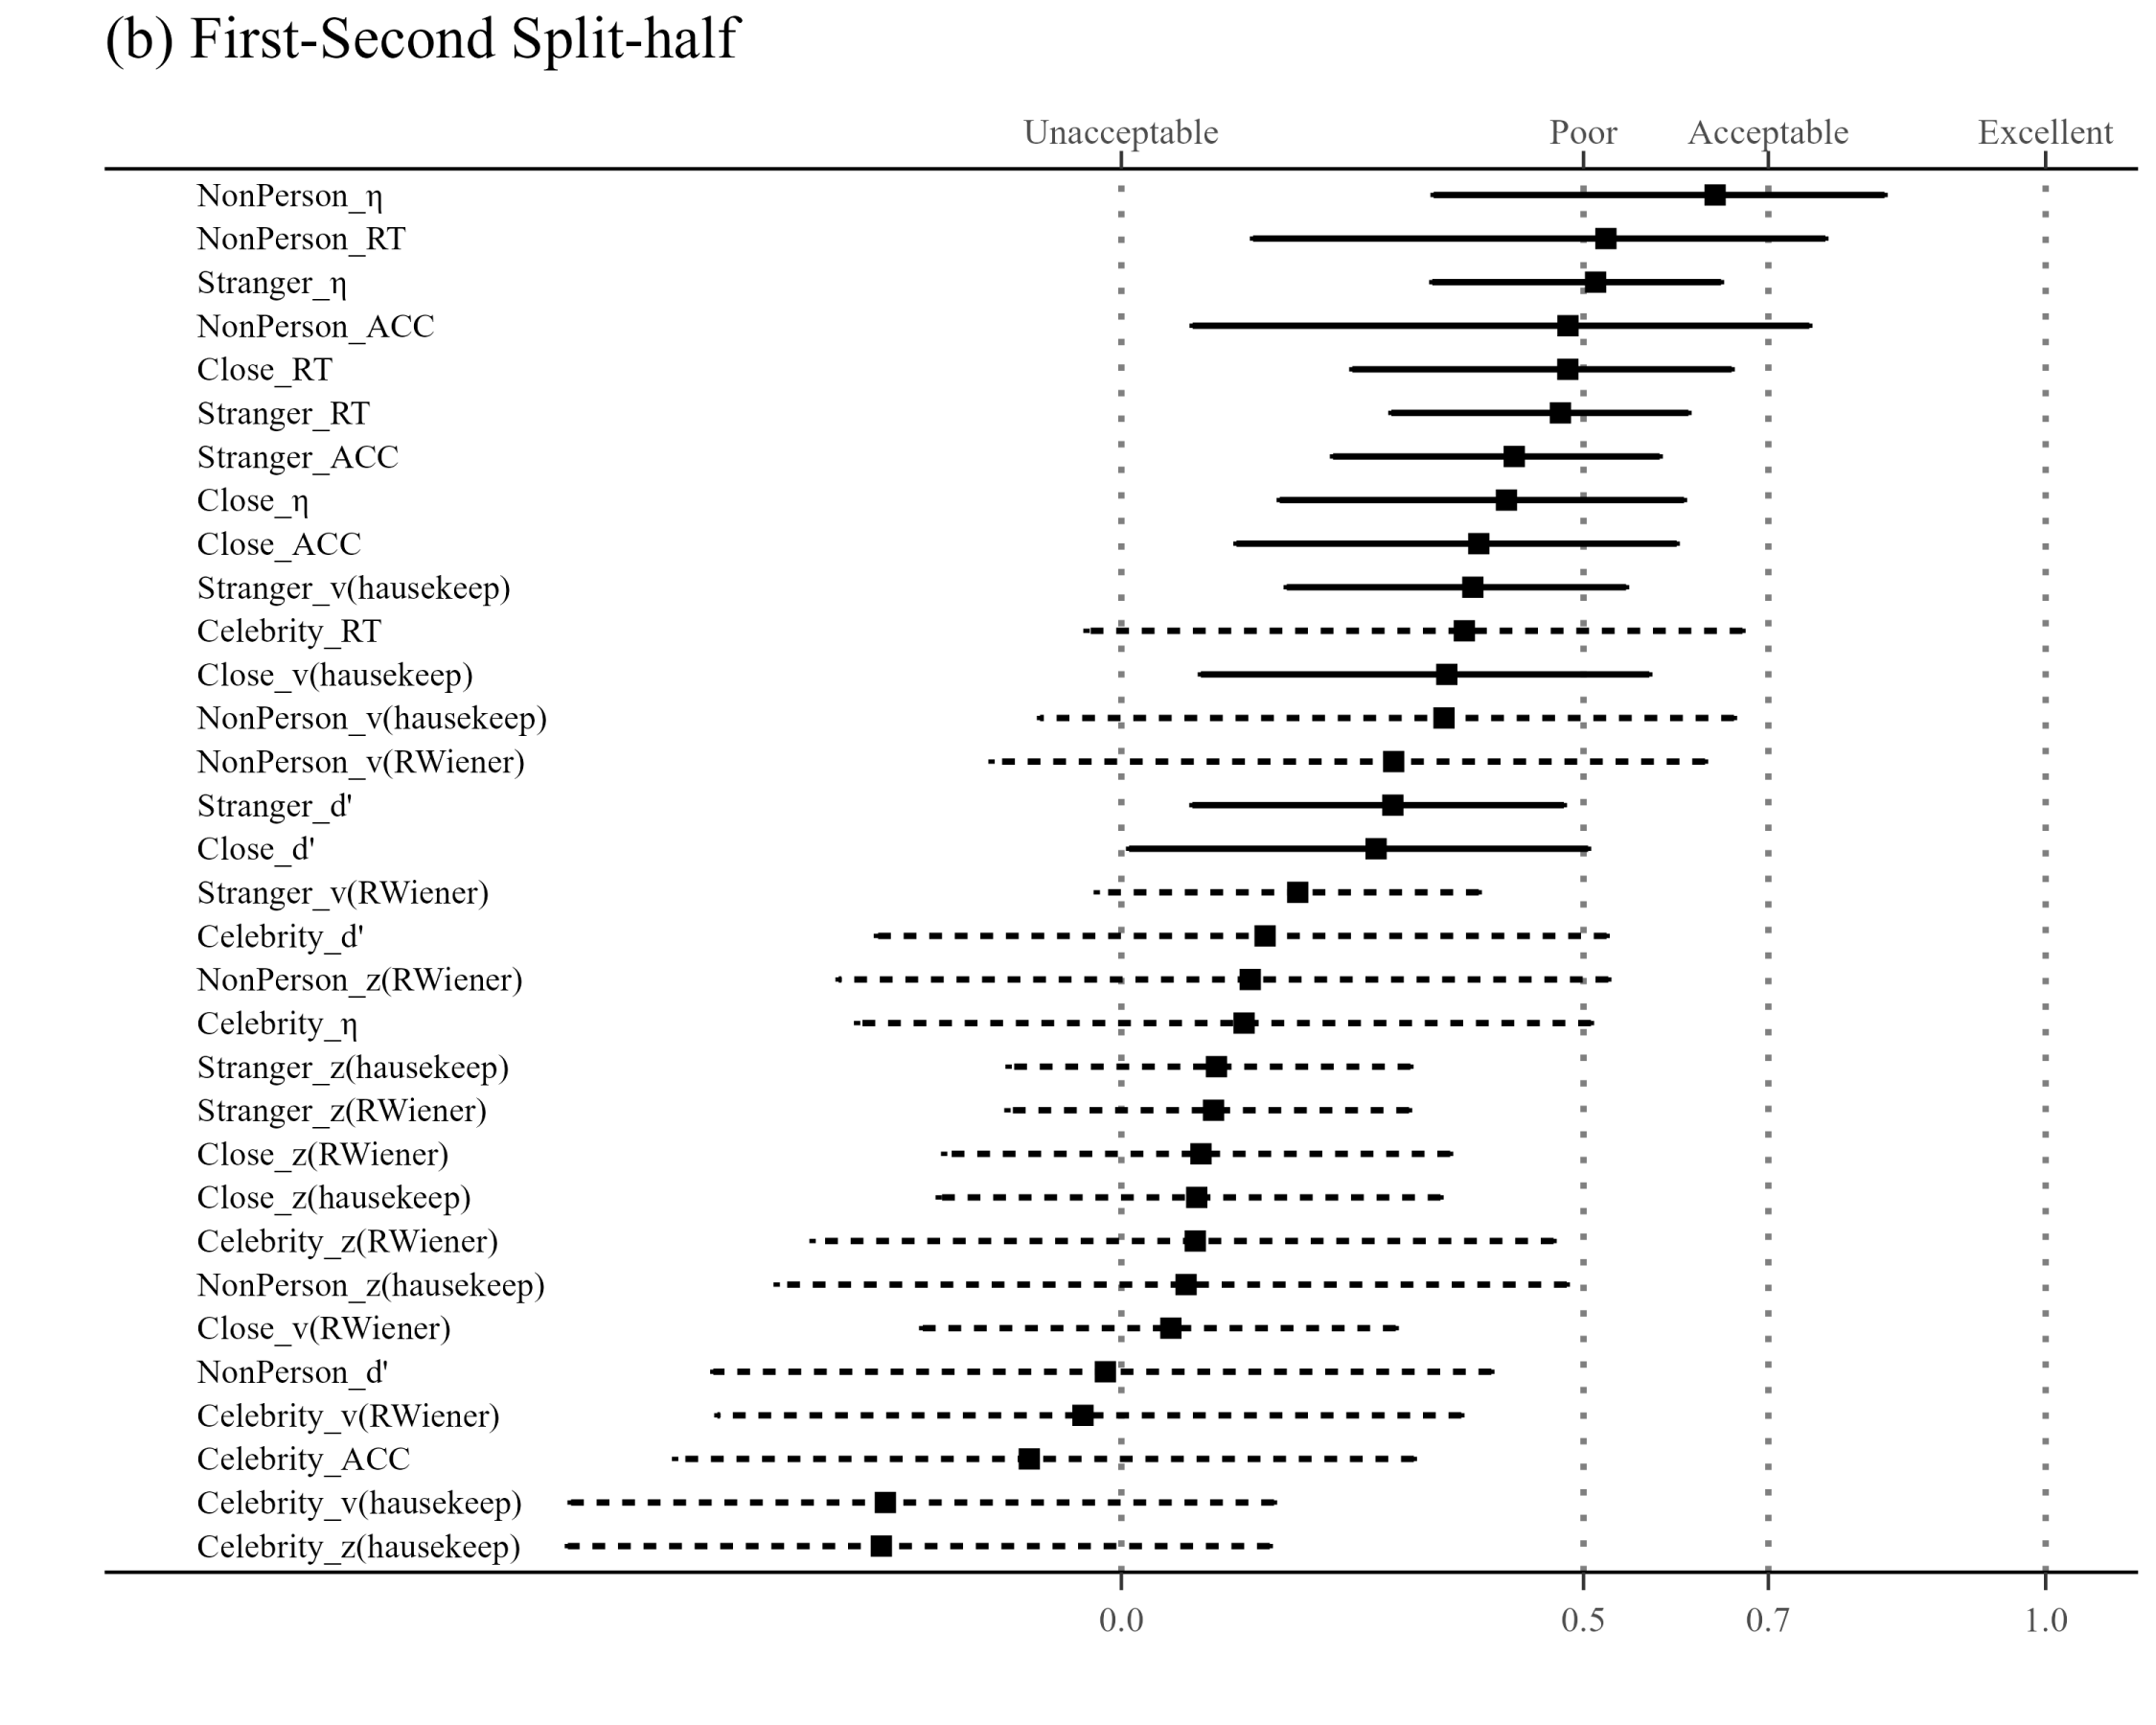 (b) First-Second Split-half
Unacceptable Poor Acceptable Excellent
NonPerson_η
NonPerson_RT
Stranger_η
NonPerson_ACC
Close_RT
Stranger_RT
Stranger_ACC
Close_η
Close_ACC
Stranger_v(hausekeep)
Celebrity_RT
Close_v(hausekeep)
NonPerson_v(hausekeep)
NonPerson_v(RWiener)
Stranger_d'
Close_d'
Stranger_v(RWiener)
Celebrity_d'
NonPerson_z(RWiener)
Celebrity_η
Stranger_z(hausekeep)
Stranger_z(RWiener)
Close_z(RWiener)
Close_z(hausekeep)
Celebrity_z(RWiener)
NonPerson_z(hausekeep)
Close_v(RWiener)
NonPerson_d'
Celebrity_v(RWiener)
Celebrity_ACC
Celebrity_v(hausekeep)
Celebrity_z(hausekeep)
0.0 0.5 0.7 1.0